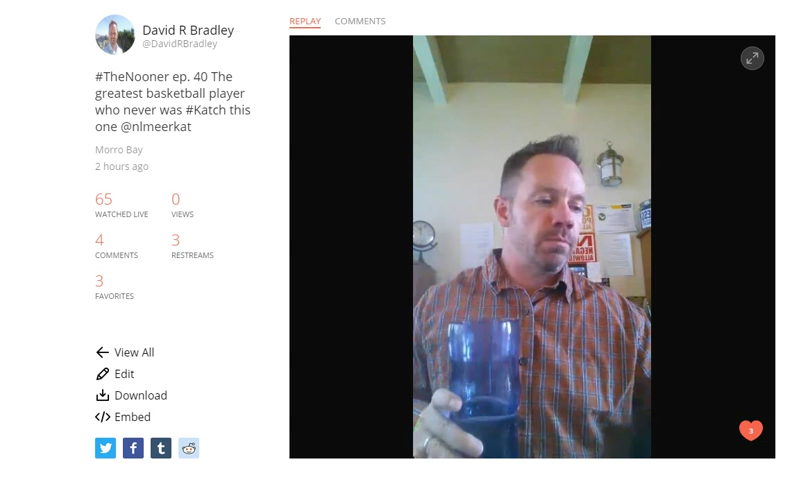 David R Bradley
@DavidRBradley
#TheNooner ep. 40 The
greatest basketball player
who never was #Katch this
one @nlmeerkat
Morro Bay
2 hours ago
65
WATCHED LIVE
0
VIEWS
4
COMMENTS
3
RESTREAMS
3
FAVORITES
View All
Edit
Download
Embed
REPLAY
COMMENTS
3